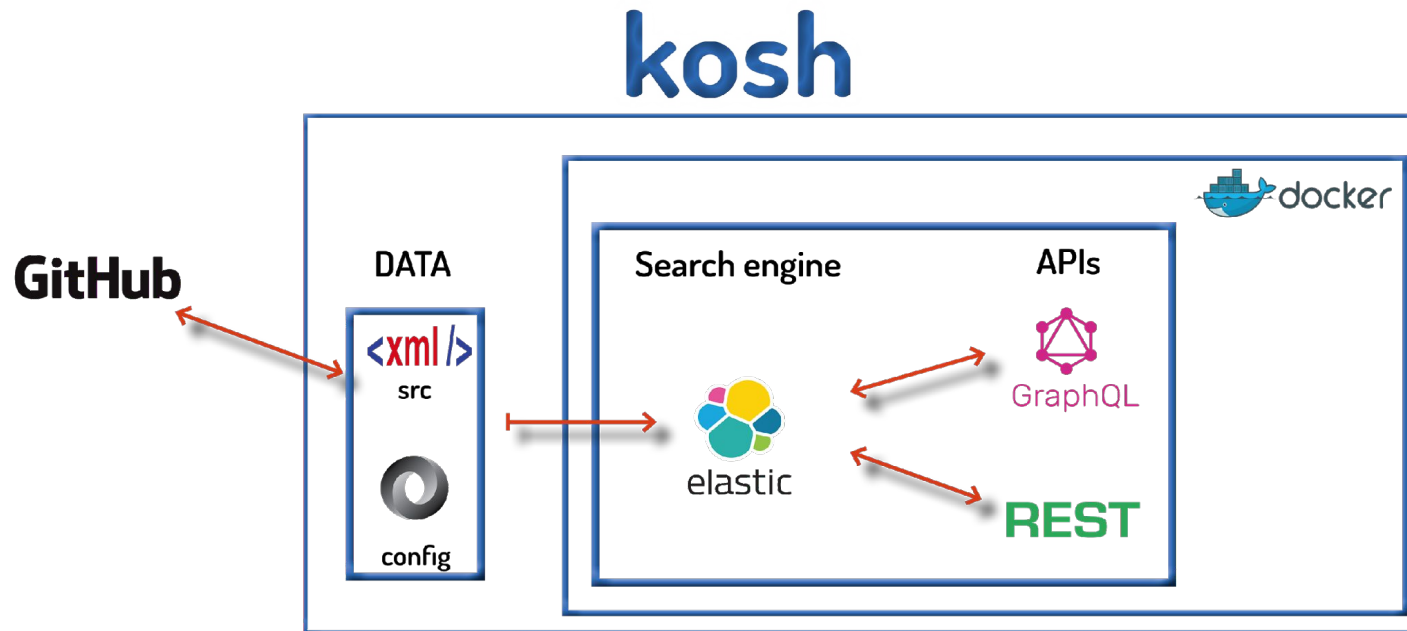 kosh
docker
GitHub
DATA
Search engine
APIs
<xml/>
src
GraphQL
elastic
REST
config